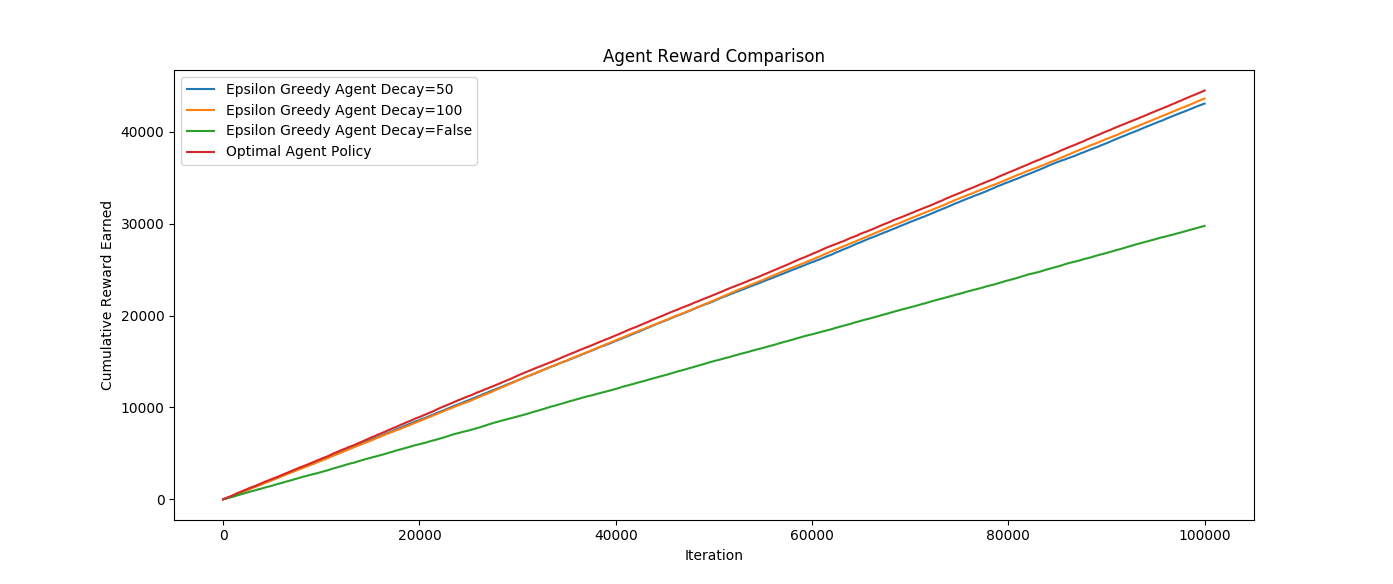 Agent Reward Comparison
Epsilon Greedy Agent Decay=50
Epsilon Greedy Agent Decay=100
Epsilon Greedy Agent Decay=False
Optimal Agent Policy
Cumulative Reward Earned
40000
30000
20000
10000
0
0 20000 40000 60000 80000 100000
Iteration